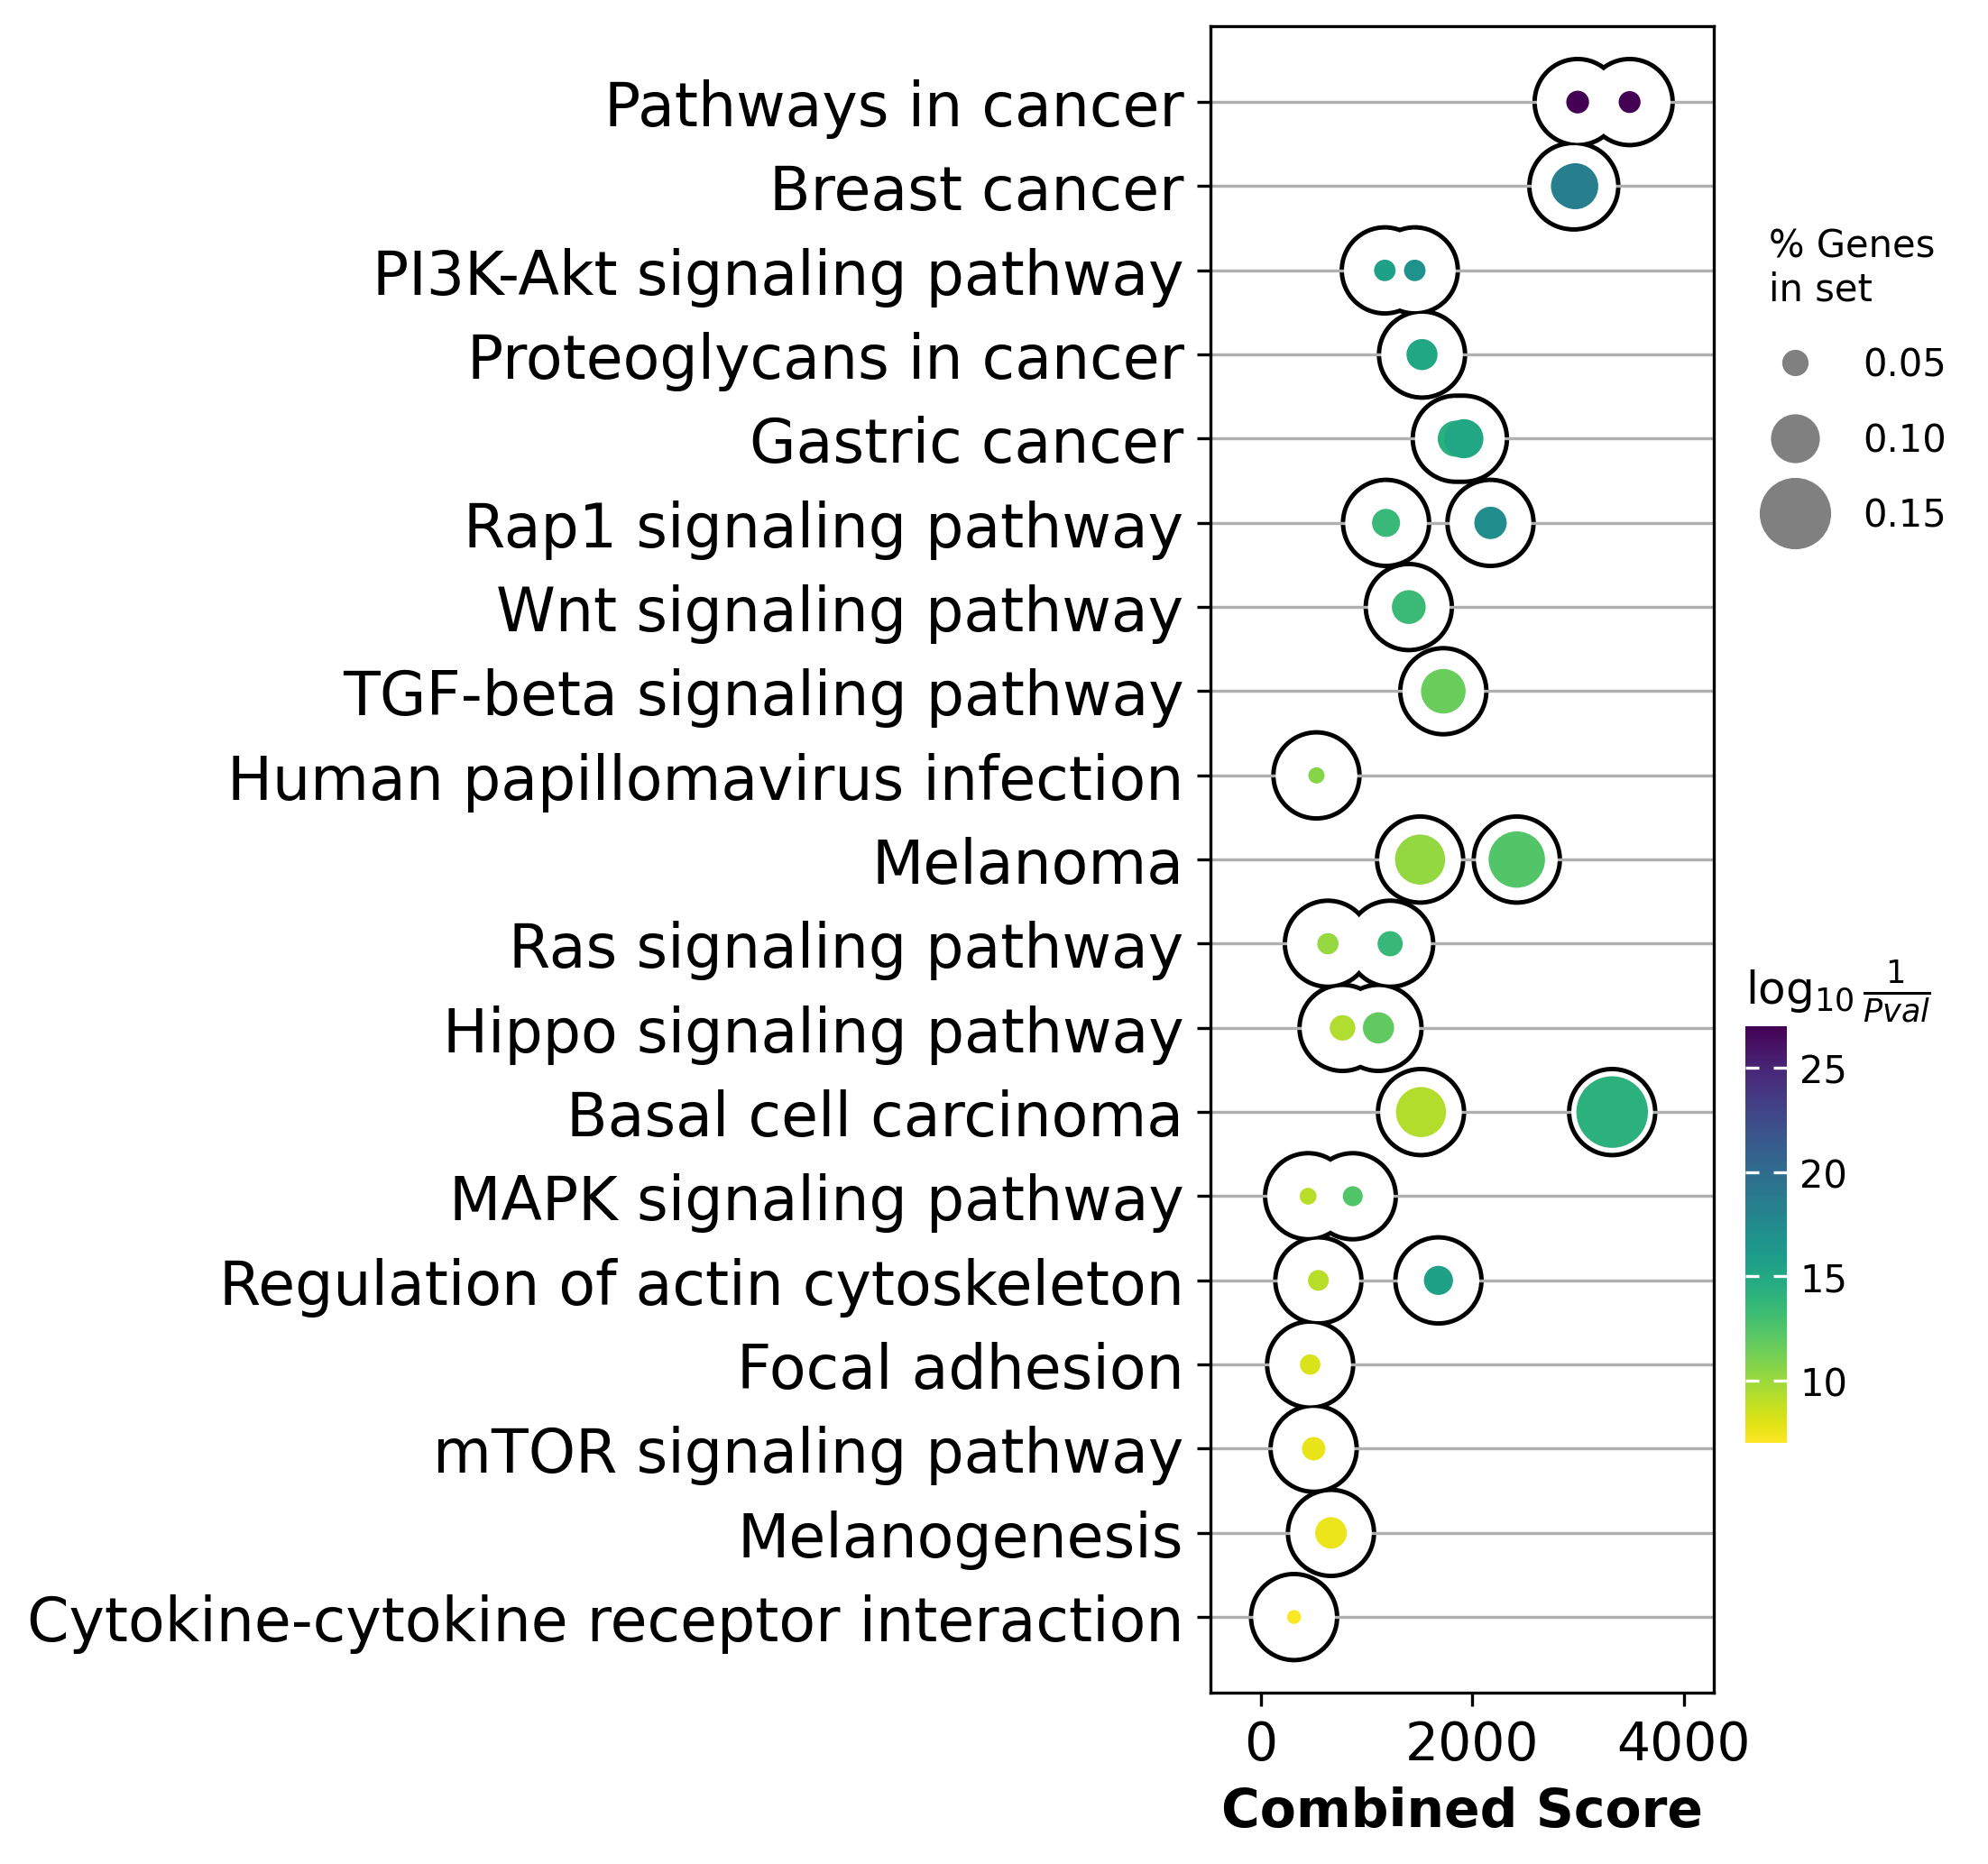 Pathways in cancer
Breast cancer
PI3K-Akt signaling pathway
Proteoglycans in cancer
Gastric cancer
Rap1 signaling pathway
Wnt signaling pathway
TGF-beta signaling pathway
Human papillomavirus infection
Melanoma
Ras signaling pathway
Hippo signaling pathway
Basal cell carcinoma
MAPK signaling pathway
Regulation of actin cytoskeleton
Focal adhesion
mTOR signaling pathway
Melanogenesis
Cytokine-cytokine receptor interaction
0 2000 4000
Combined Score
% Genes
in set
0.05
0.10
0.15
log₁₀ 1/Pval
25
20
15
10